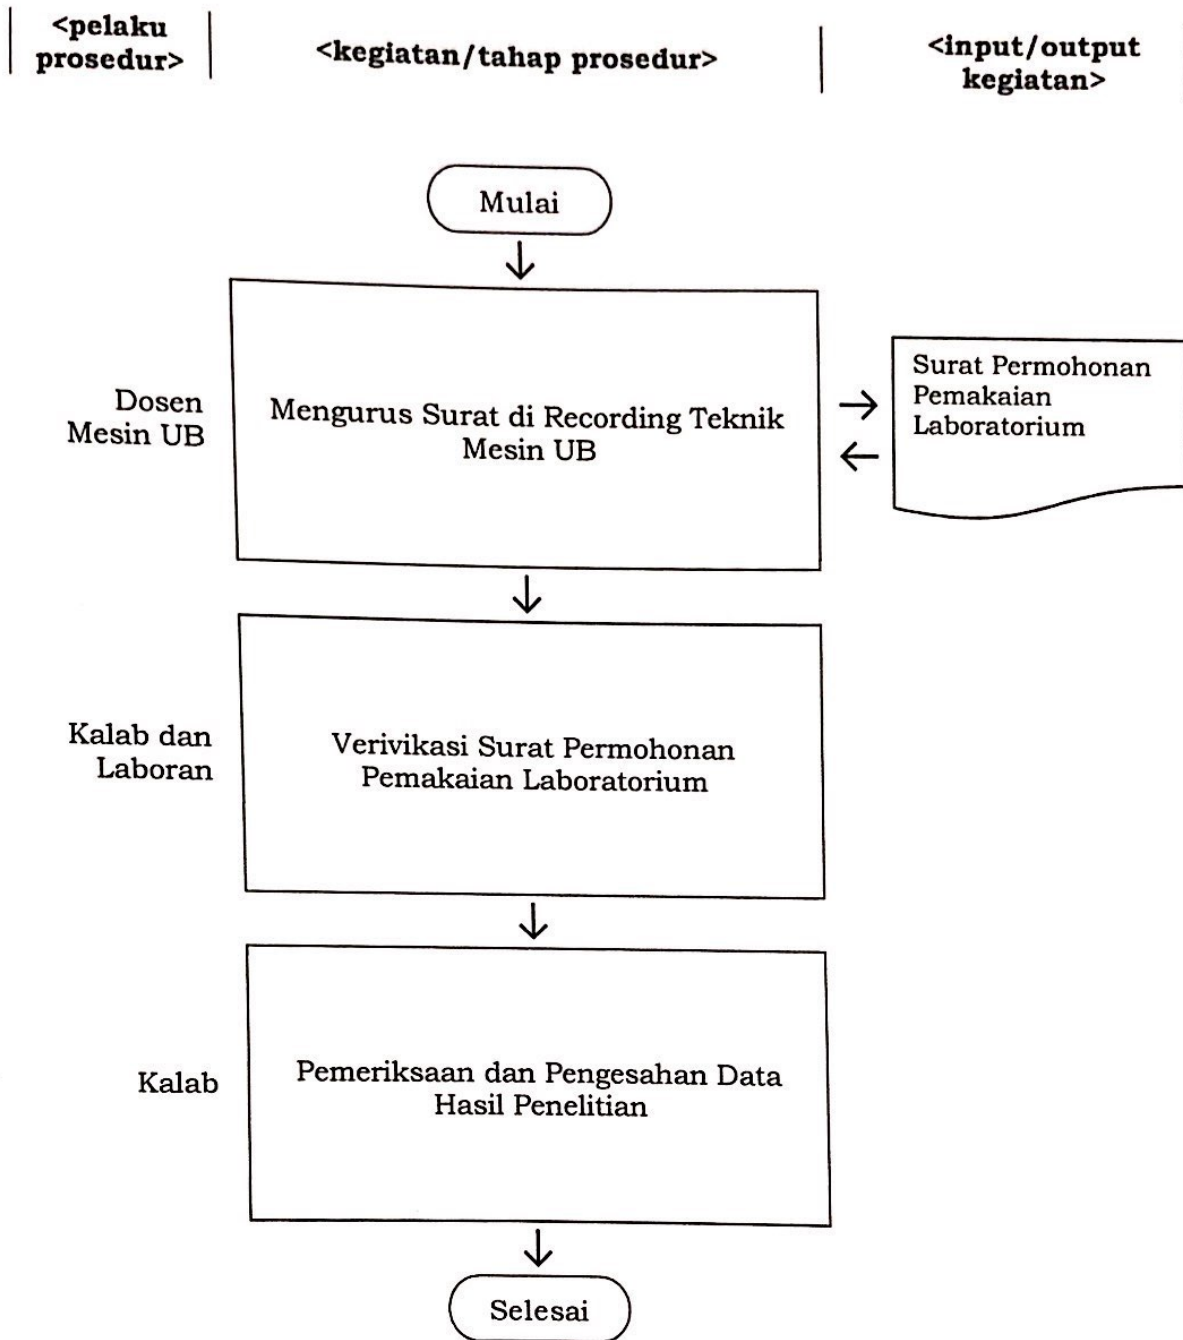 <pelaku
prosedur>
<kegiatan/tahap prosedur>
<input/output
kegiatan>
Mulai
Dosen
Mesin UB
Mengurus Surat di Recording Teknik
Mesin UB
Surat Permohonan
Pemakaian
Laboratorium
Kalab dan
Laboran
Verivikasi Surat Permohonan
Pemakaian Laboratorium
Kalab
Pemeriksaan dan Pengesahan Data
Hasil Penelitian
Selesai